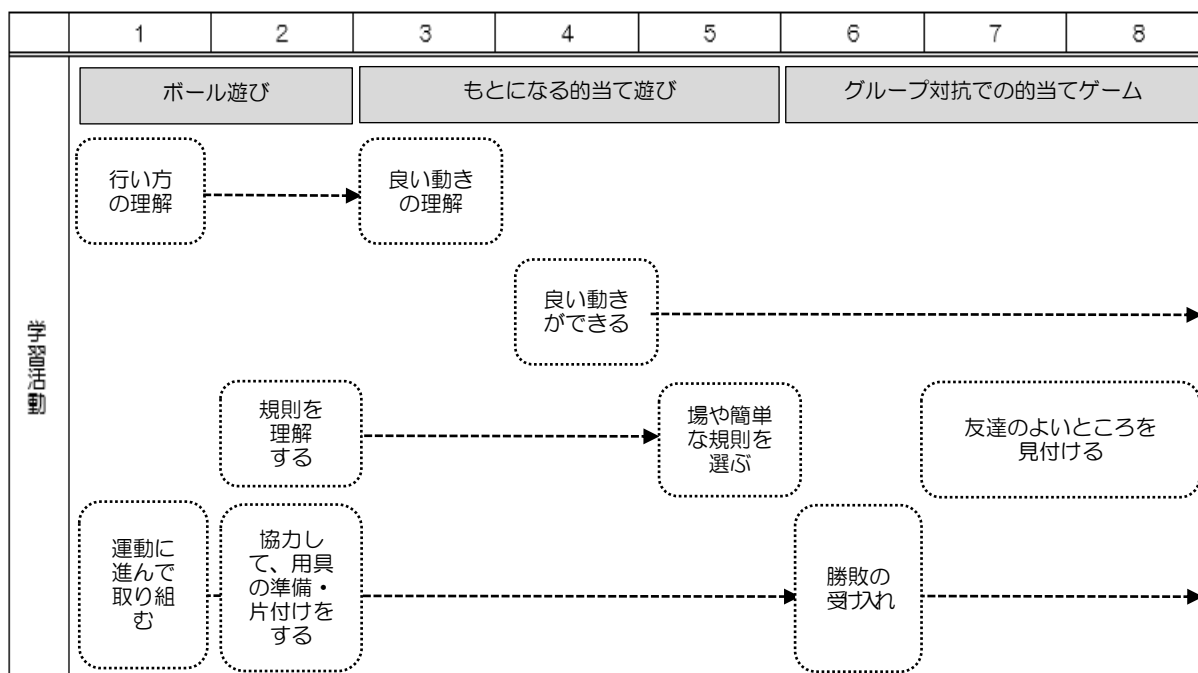 1 2 3 4 5 6 7 8
ボール遊び もとになる的当て遊び グループ対抗での的当てゲーム
学習活動
行い方
の理解
良い動き
の理解
良い動き
ができる
規則を
理解
する
場や簡単
な規則を
選ぶ
友達のよいところを
見付ける
運動に
進んで
取り組
む
協力し
て、用具
の準備・
片付けを
する
勝敗の
受け入れ